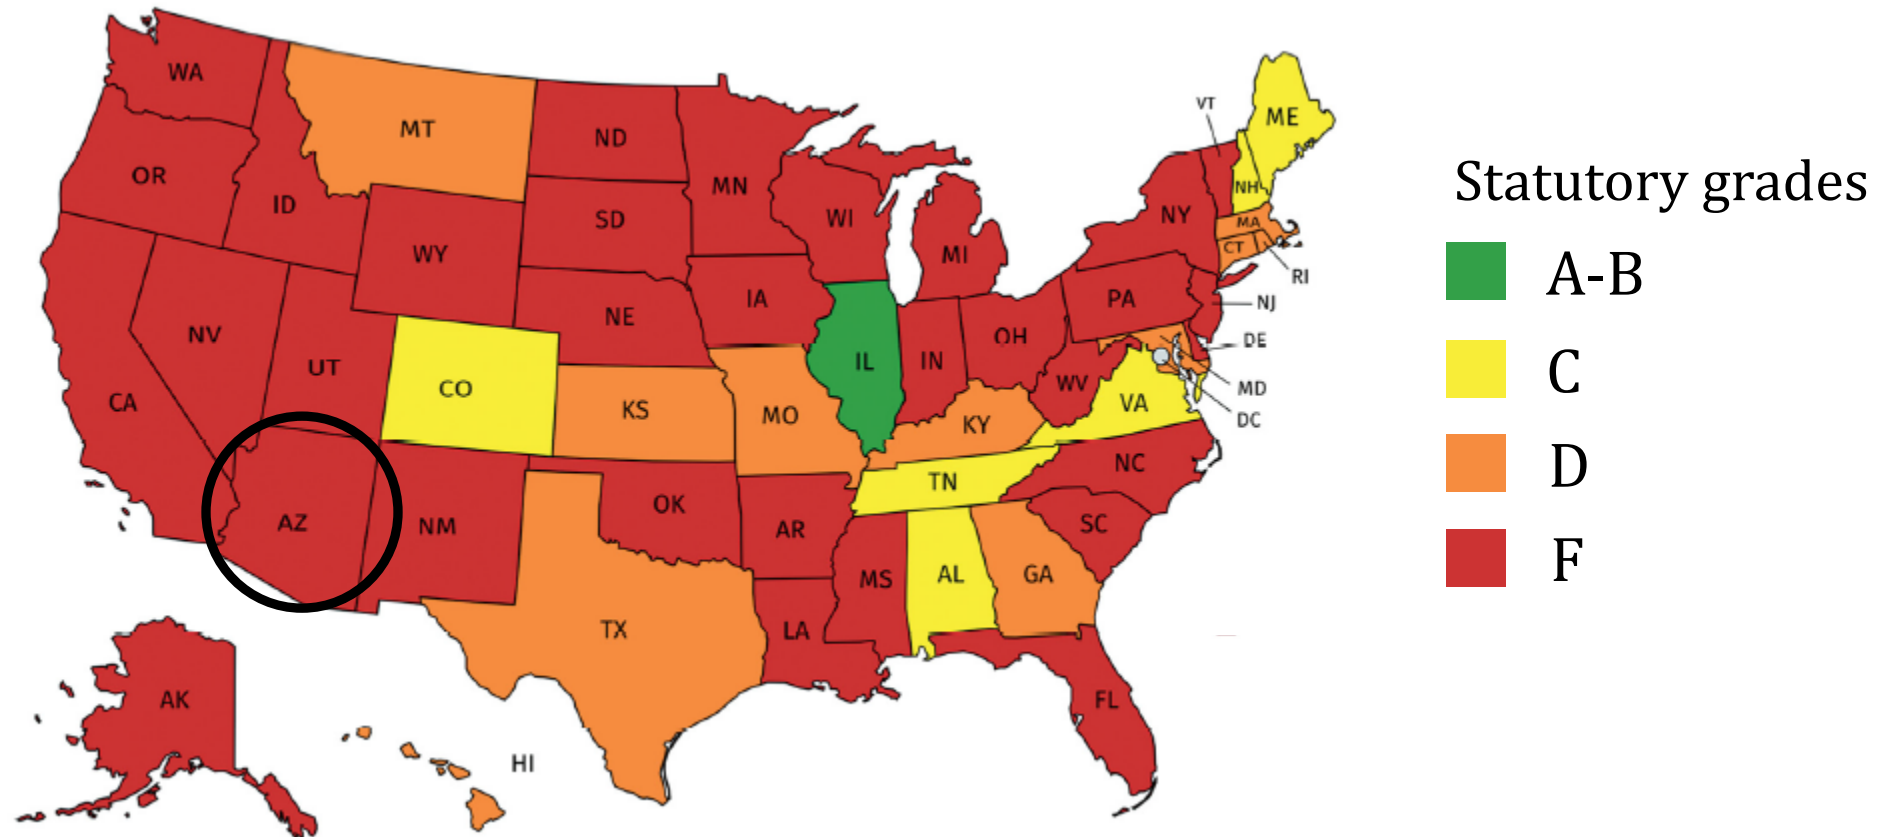 WA
MT
ND
MN
OR
ID
SD
WI
WY
MI
NY
VT
ME
NH
MA
CT
RI
IA
NE
PA
NJ
NV
UT
CO
IL
IN
OH
DE
MD
DC
CA
KS
MO
WV
VA
KY
AZ
NM
OK
AR
TN
NC
SC
MS
AL
GA
TX
LA
FL
AK
HI
Statutory grades
A-B
C
D
F